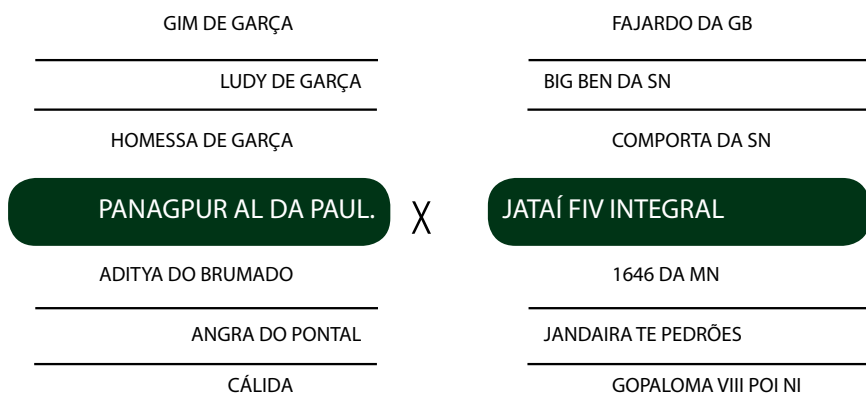 GIM DE GARÇA
LUDY DE GARÇA
HOMESSA DE GARÇA
PANAGPUR AL DA PAUL.
ADITYA DO BRUMADO
ANGRA DO PONTAL
CÁLIDA
X
FAJARDO DA GB
BIG BEN DA SN
COMPORTA DA SN
JATAÍ FIV INTEGRAL
1646 DA MN
JANDAIRA TE PEDRÕES
GOPALOMA VIII POI NI